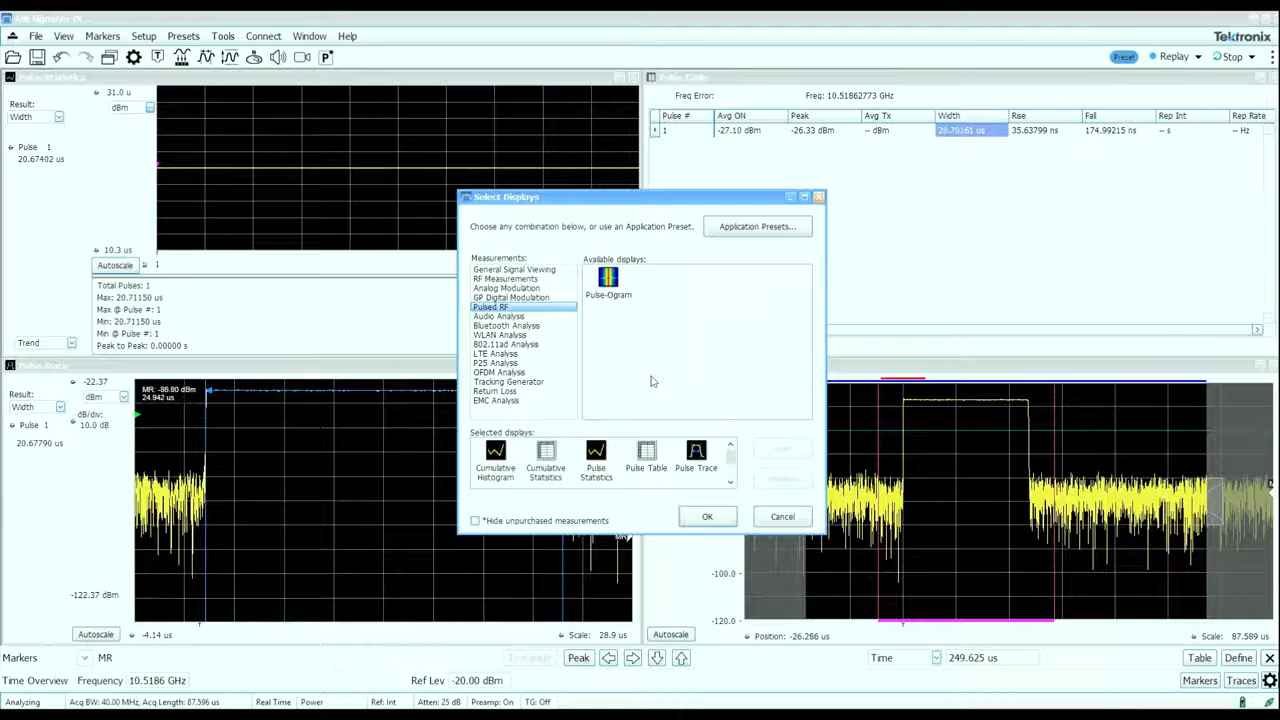 Tek SignalVu-PC
File View Markers Setup Presets Tools Connect Window Help
Tektronix
Preset Replay Stop
Pulse Statistics
Result:
Width
31.0 u
dBm
Pulse 1
20.67402 us
10.3 u
Autoscale
1
Total Pulses: 1
Max: 20.71150 us
Max @ Pulse #: 1
Min: 20.71150 us
Min @ Pulse #: 1
Peak to Peak: 0.00000 s
Trend
Pulse Table
Freq Error: Freq: 10.51862773 GHz
Pulse # Avg ON Peak Avg Tx Width Rise Fall Rep Int Rep Rate
1 -27.10 dBm -26.33 dBm -- dBm 20.70161 us 35.63799 ns 174.99215 ns -- s -- Hz
Select Displays
Choose any combination below, or use an Application Preset.
Application Presets...
Measurements:
General Signal Viewing
RF Measurements
Analog Modulation
GP Digital Modulation
Pulsed RF
Audio Analysis
Bluetooth Analysis
WLAN Analysis
802.11ad Analysis
LTE Analysis
P25 Analysis
OFDM Analysis
Tracking Generator
Return Loss
EMC Analysis
Available displays:
Pulse-Ogram
Selected displays:
Cumulative Histogram
Cumulative Statistics
Pulse Statistics
Pulse Table
Pulse Trace
*Hide unpurchased measurements
OK
Cancel
Pulse Trace
Result:
Width
-22.37
dBm
dB/div:
10.0 dB
Pulse 1
20.67790 us
MR: -86.80 dBm
24.942 us
-122.37 dBm
MR
Autoscale
-4.14 us
Scale: 28.9 us
-100.0
-120.0
Autoscale
Position: -26.286 us
Scale: 87.589 us
Markers MR Peak Time 249.625 us Table Define
Time Overview Frequency 10.5186 GHz Ref Lev -20.00 dBm Markers Traces
Analyzing Acq BW: 40.00 MHz, Acq Length: 87.596 us Real Time Power Ref: Int Atten: 25 dB Preamp: On TG: Off